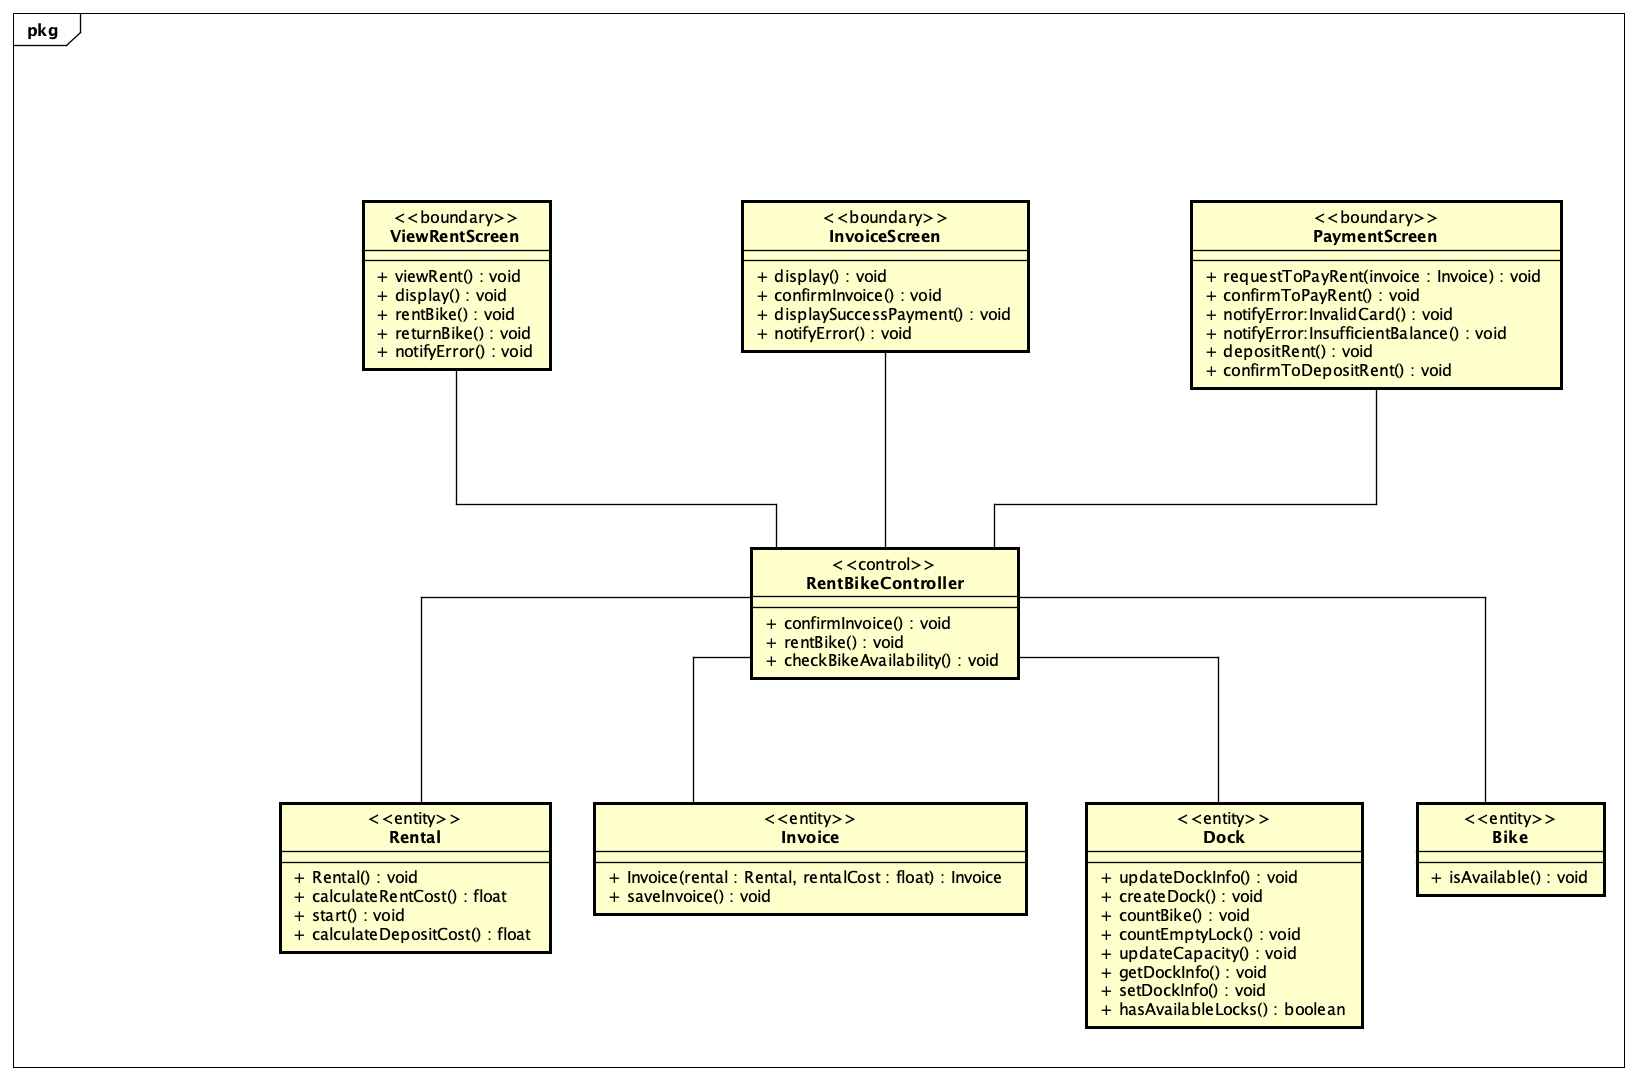 pkg
<<boundary>>
ViewRentScreen
+ viewRent() : void
+ display() : void
+ rentBike() : void
+ returnBike() : void
+ notifyError() : void
<<boundary>>
InvoiceScreen
+ display() : void
+ confirmInvoice() : void
+ displaySuccessPayment() : void
+ notifyError() : void
<<boundary>>
PaymentScreen
+ requestToPayRent(invoice : Invoice) : void
+ confirmToPayRent() : void
+ notifyError:InvalidCard() : void
+ notifyError:InsufficientBalance() : void
+ depositRent() : void
+ confirmToDepositRent() : void
<<control>>
RentBikeController
+ confirmInvoice() : void
+ rentBike() : void
+ checkBikeAvailability() : void
<<entity>>
Rental
+ Rental() : void
+ calculateRentCost() : float
+ start() : void
+ calculateDepositCost() : float
<<entity>>
Invoice
+ Invoice(rental : Rental, rentalCost : float) : Invoice
+ saveInvoice() : void
<<entity>>
Dock
+ updateDockInfo() : void
+ createDock() : void
+ countBike() : void
+ countEmptyLock() : void
+ updateCapacity() : void
+ getDockInfo() : void
+ setDockInfo() : void
+ hasAvailableLocks() : boolean
<<entity>>
Bike
+ isAvailable() : void